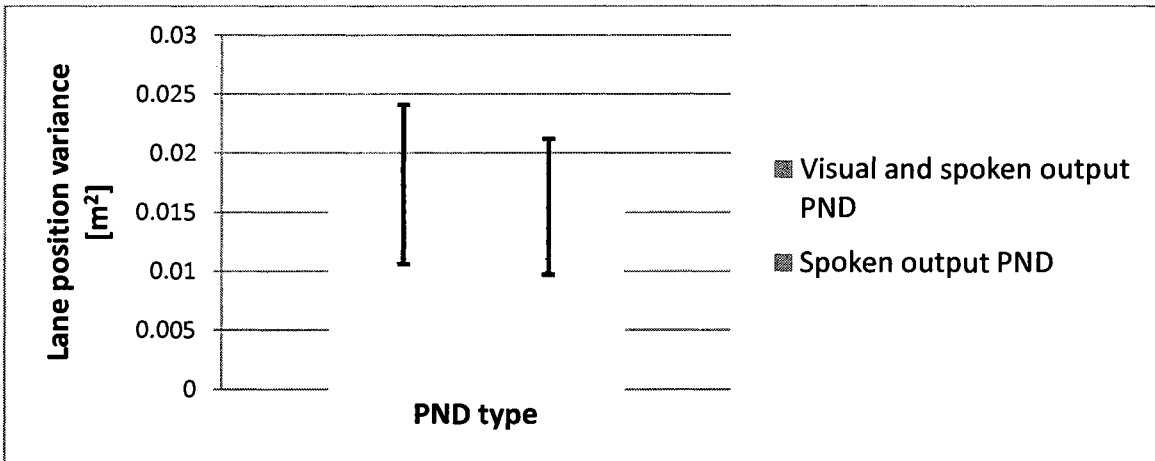 0.03
0.025
0.02
0.015
0.01
0.005
0
Lane position variance
[m²]
PND type
Visual and spoken output
PND
Spoken output PND